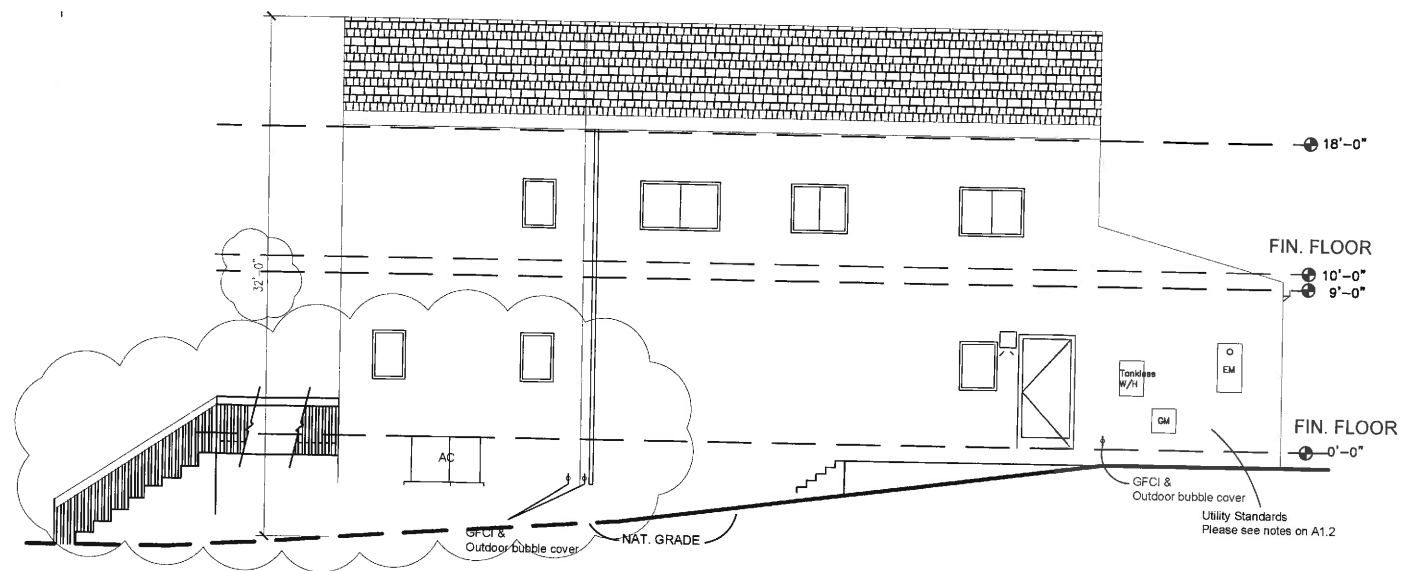 18'-0"
FIN. FLOOR
10'-0"
9'-0"
32'-0"
Tankless
W/H
EM
GM
AC
FIN. FLOOR
0'-0"
GFCI &
Outdoor bubble cover
GFCI &
Outdoor bubble cover
NAT. GRADE
Utility Standards
Please see notes on A1.2